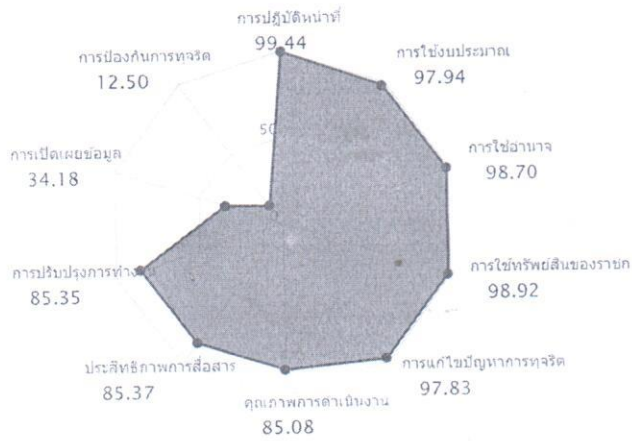 การปฏิบัติหน้าที่
99.44
การใช้งบประมาณ
97.94
การใช้อำนาจ
98.70
การใช้ทรัพย์สินของราชก
98.92
การแก้ไขปัญหาการทุจริต
97.83
คุณภาพการดำเนินงาน
85.08
ประสิทธิภาพการสื่อสาร
85.37
การปรับปรุงการทำงาน
85.35
การเปิดเผยข้อมูล
34.18
การป้องกันการทุจริต
12.50
50